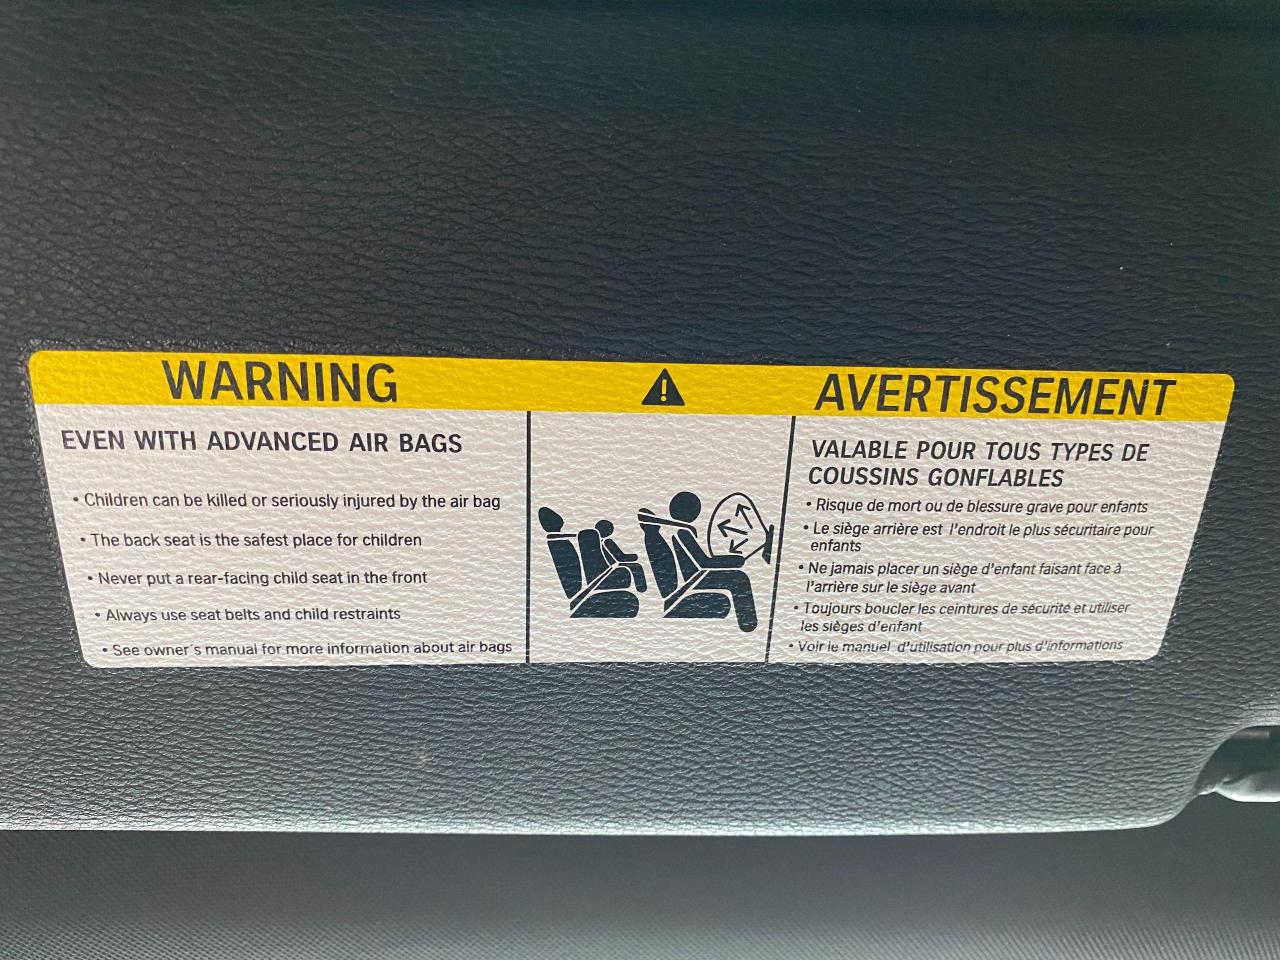 WARNING
EVEN WITH ADVANCED AIR BAGS
• Children can be killed or seriously injured by the air bag
• The back seat is the safest place for children
• Never put a rear-facing child seat in the front
• Always use seat belts and child restraints
• See owner's manual for more information about air bags
AVERTISSEMENT
VALABLE POUR TOUS TYPES DE
COUSSINS GONFLABLES
• Risque de mort ou de blessure grave pour enfants
• Le siège arrière est l'endroit le plus sécuritaire pour
enfants
• Ne jamais placer un siège d'enfant faisant face à
l'arrière sur le siège avant
• Toujours boucler les ceintures de sécurité et utiliser
les sièges d'enfant
• Voir le manuel d'utilisation pour plus d'informations